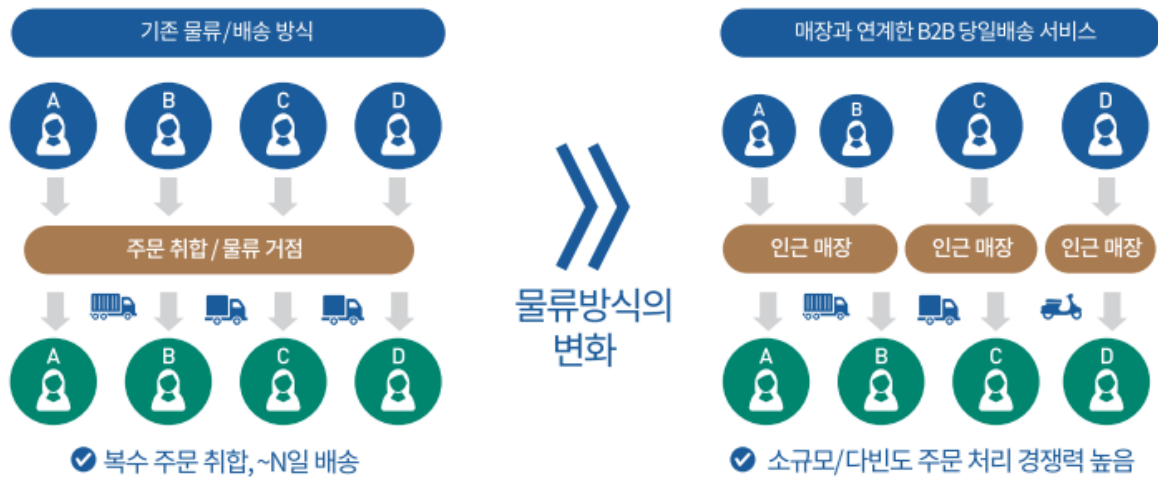 기존 물류/배송 방식
A B C D
주문 취합 / 물류 거점
A B C D
복수 주문 취합, ~N일 배송
물류방식의
변화
매장과 연계한 B2B 당일배송 서비스
A B C D
인근 매장 인근 매장 인근 매장
A B C D
소규모/다빈도 주문 처리 경쟁력 높음